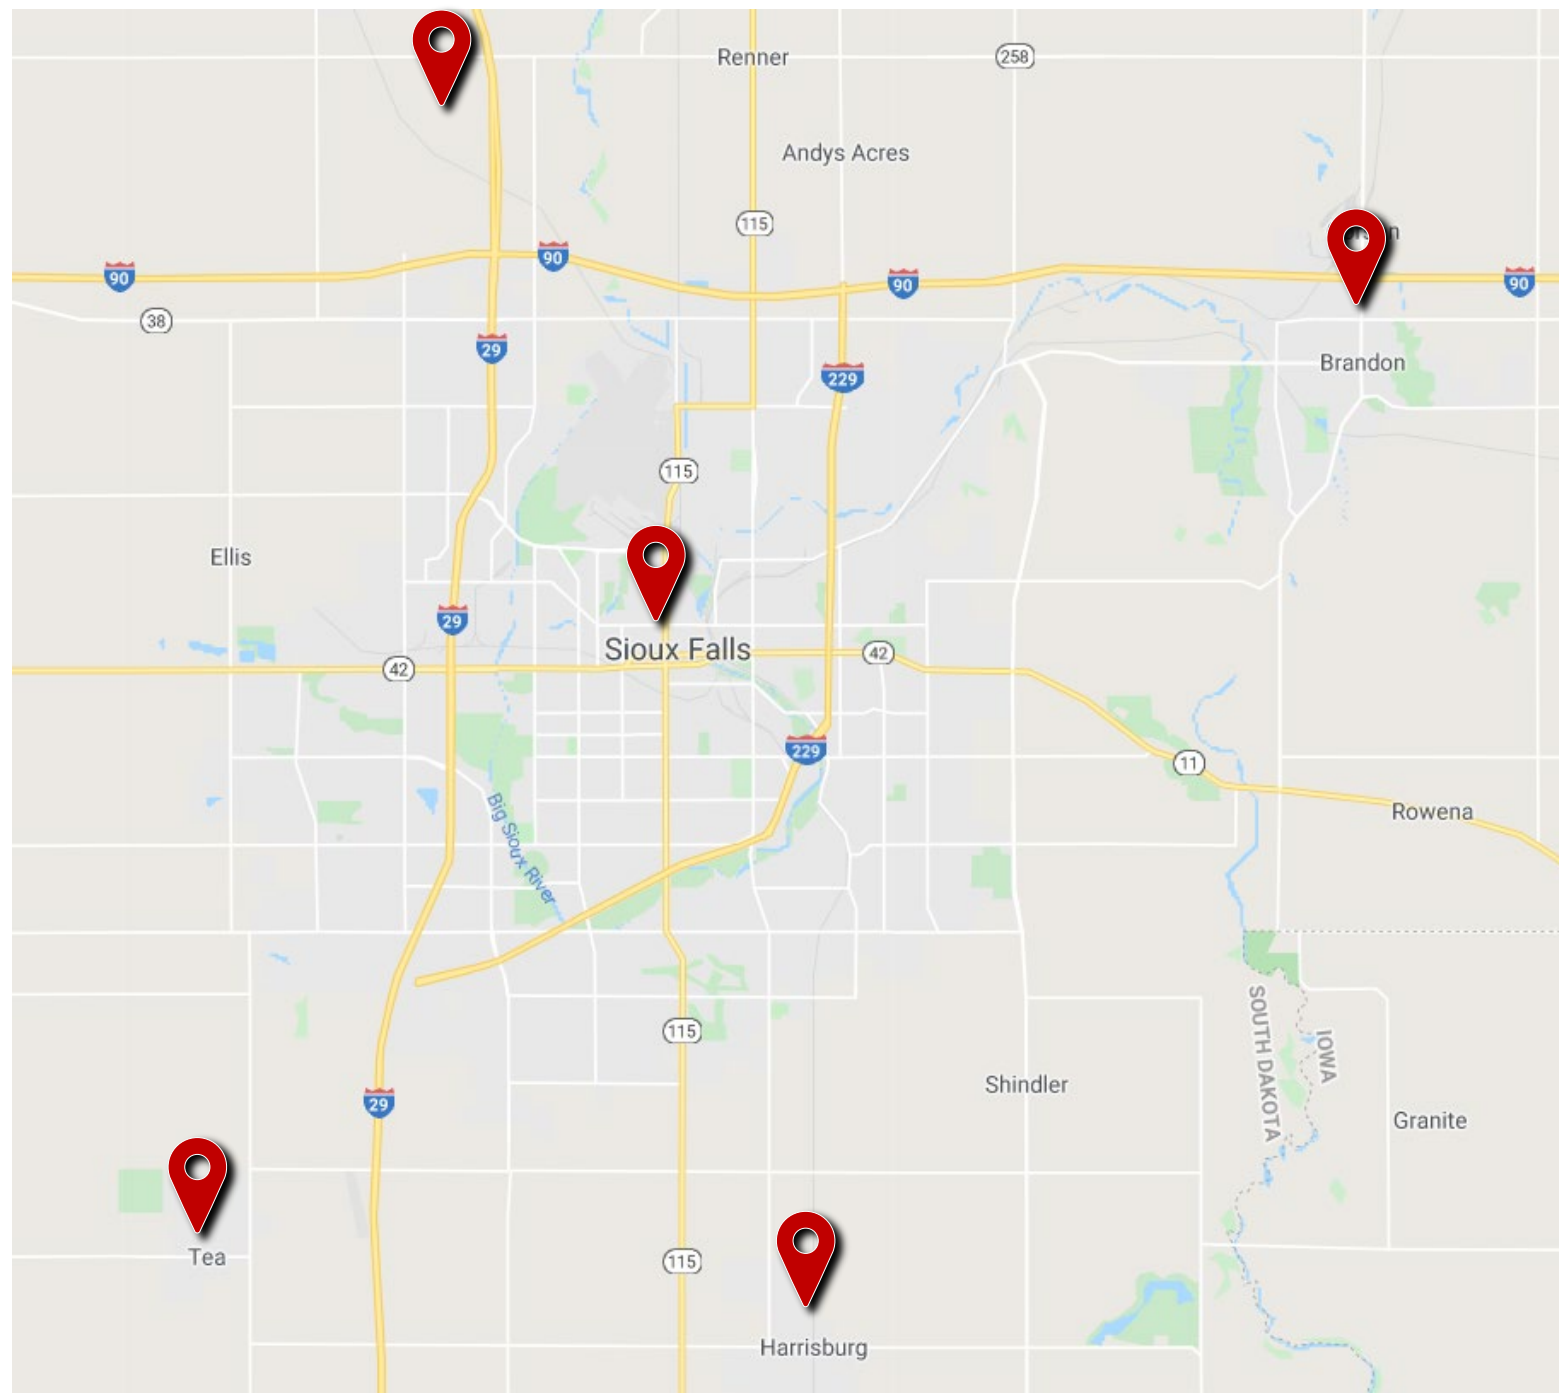 Renner
258
Andys Acres
115
90
90
90
90
38
29
229
Brandon
115
Ellis
29
Sioux Falls
42
42
229
11
Big Sioux River
Rowena
SOUTH DAKOTA
IOWA
115
Shindler
29
Granite
Tea
115
Harrisburg